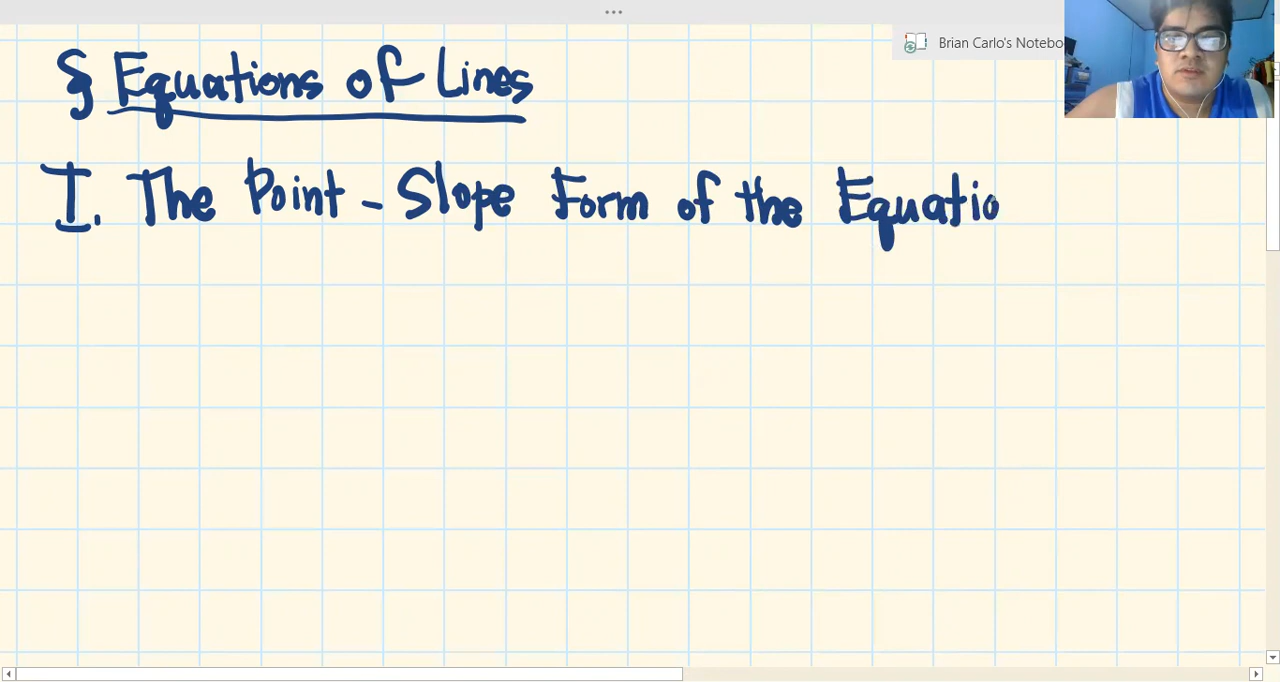 Brian Carlo's Notebo
§ Equations of Lines
I. The Point - Slope Form of the Equatio